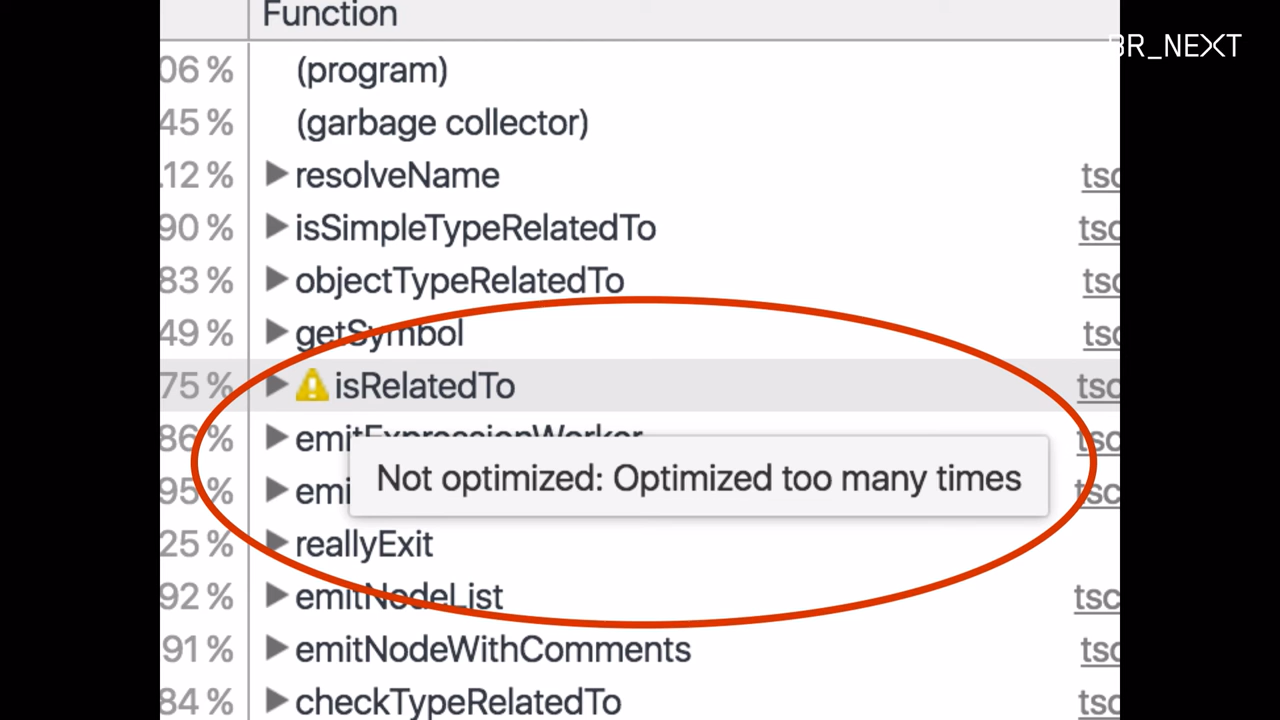 Function
BR_NEXT
06 % (program)
45 % (garbage collector)
.12 % resolveName tsc
90 % isSimpleTypeRelatedTo tsc
83 % objectTypeRelatedTo tsc
49 % getSymbol tsc
75 % isRelatedTo tsc
86 % emitExpressionWorker tsc
Not optimized: Optimized too many times
95 % emi tsc
25 % reallyExit
92 % emitNodeList tsc
91 % emitNodeWithComments tsc
84 % checkTypeRelatedTo tsc